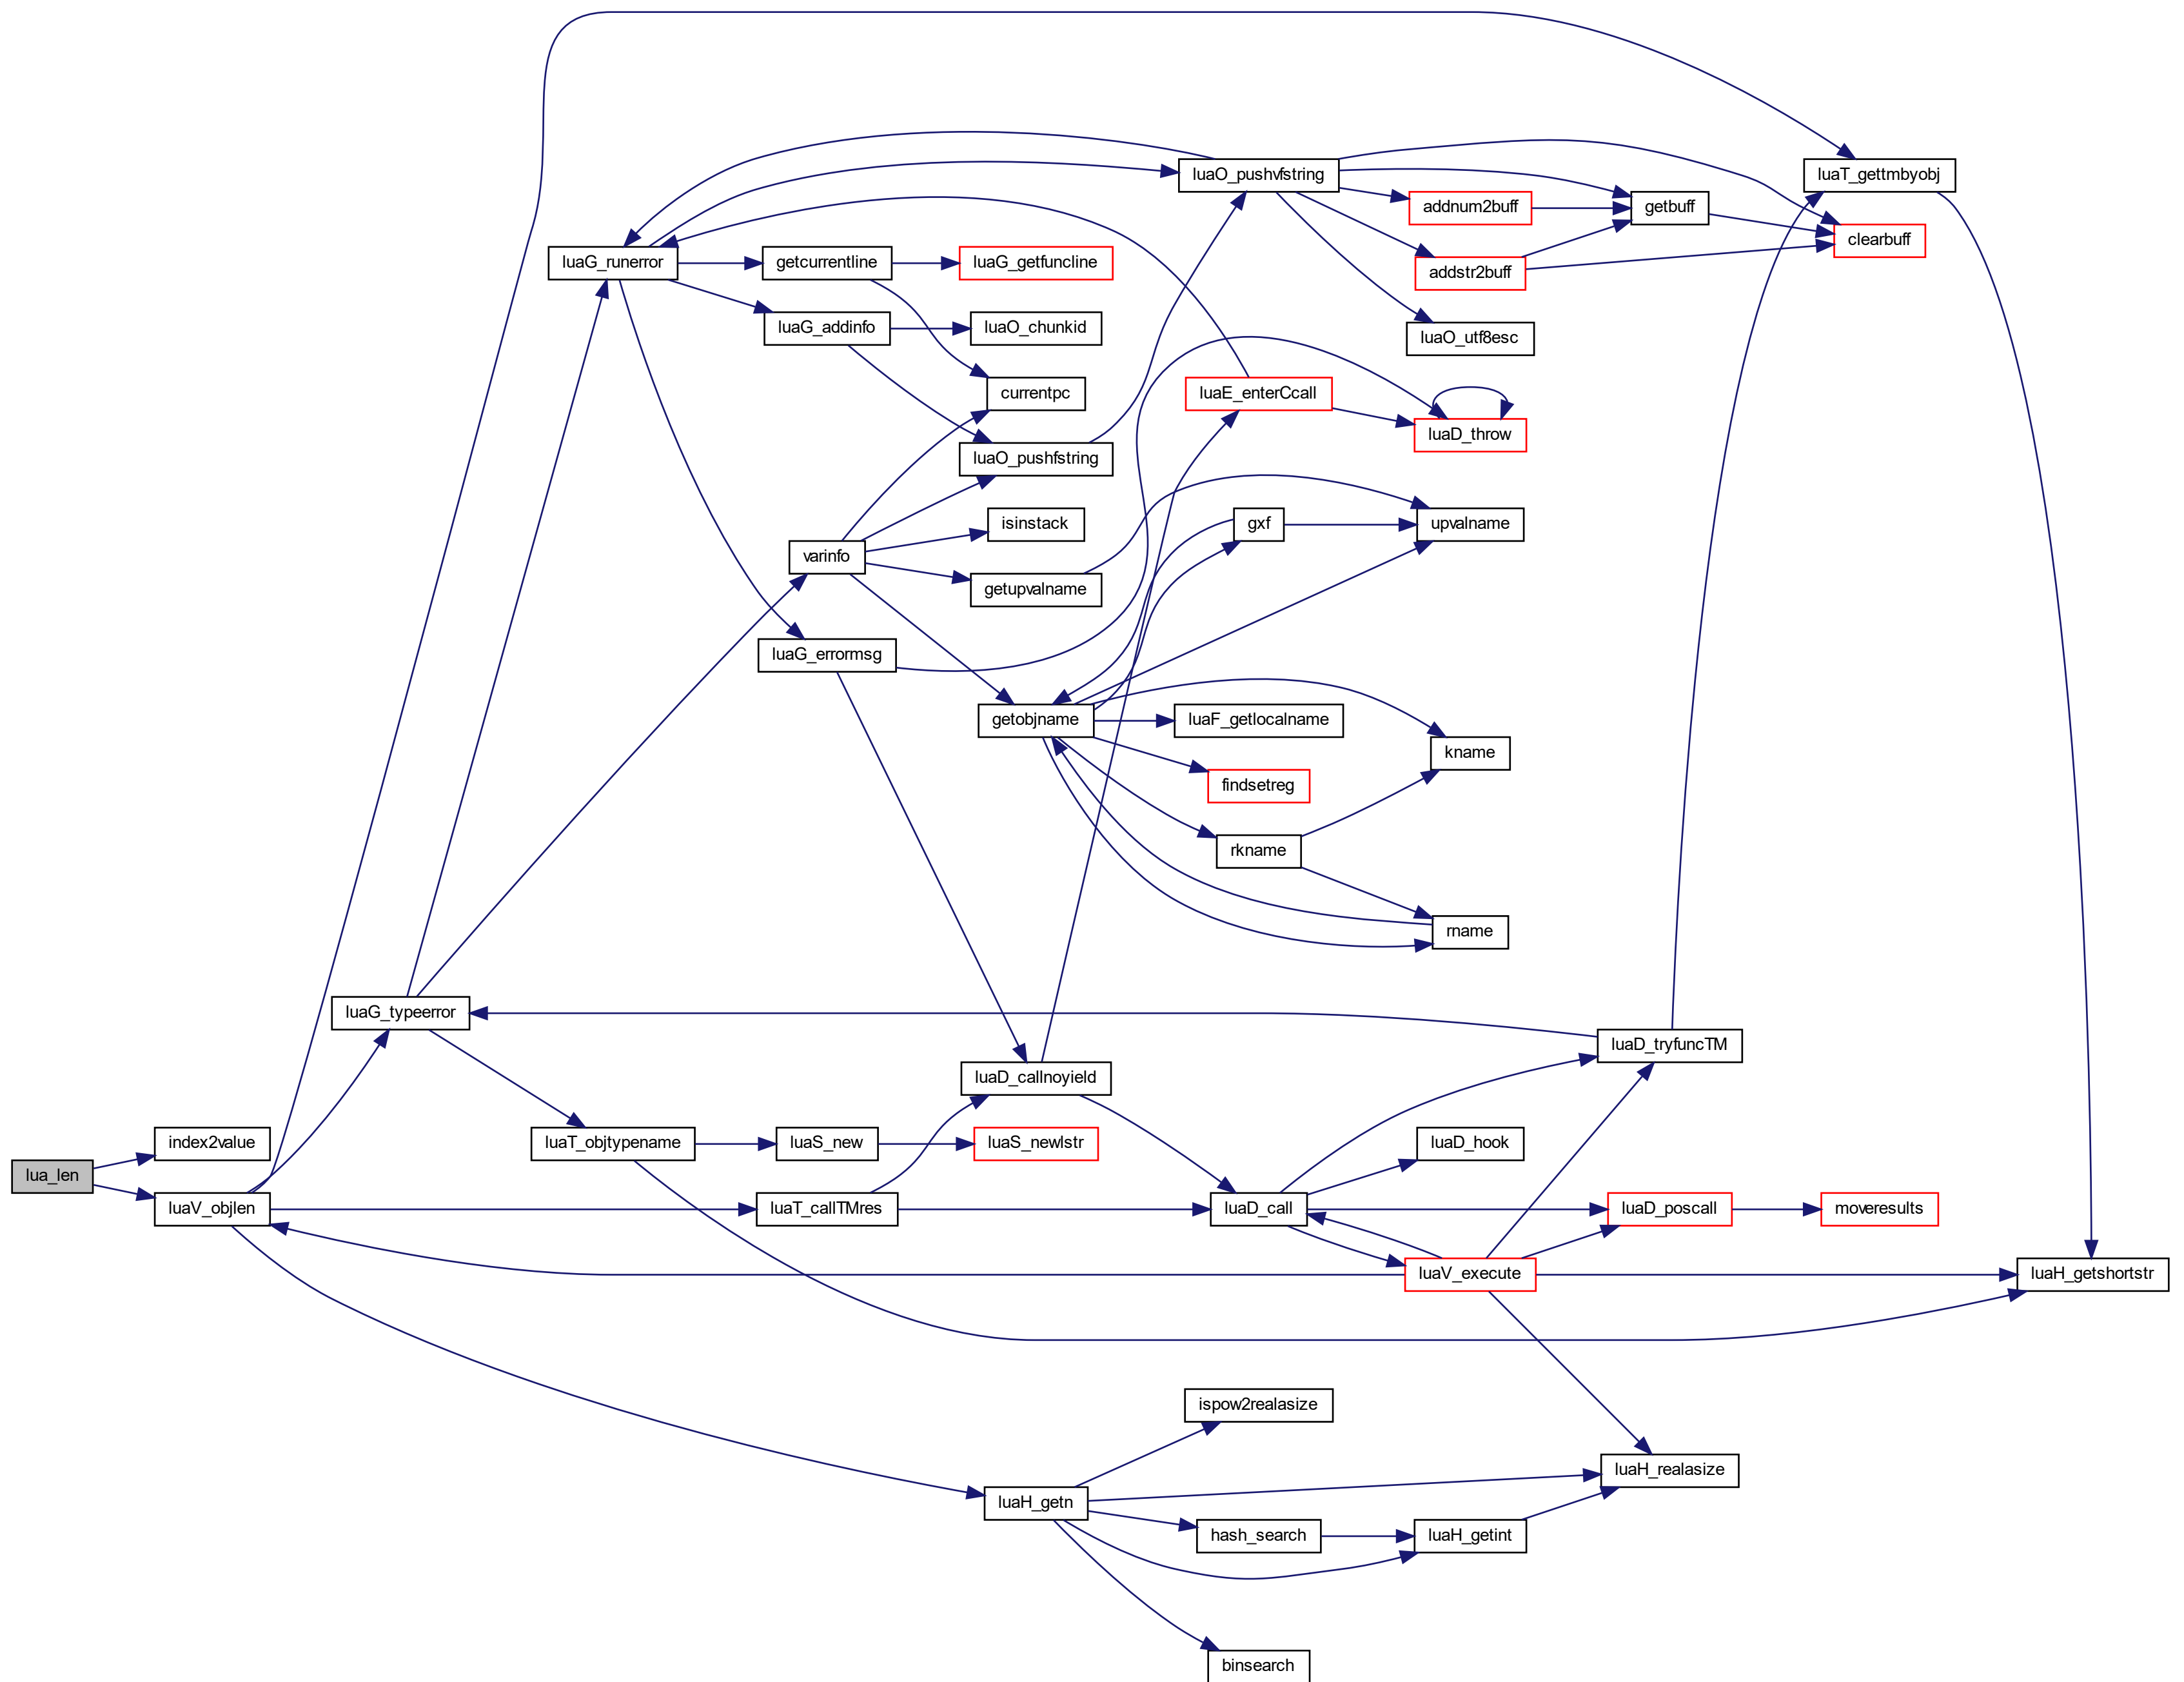 luaO_pushvfstring
luaT_gettmbyobj
addnum2buff
getbuff
clearbuff
luaG_runerror
getcurrentline
luaG_getfuncline
addstr2buff
luaG_addinfo
luaO_chunkid
luaO_utf8esc
currentpc
luaE_enterCcall
luaD_throw
luaO_pushfstring
isinstack
gxf
upvalname
varinfo
getupvalname
luaG_errormsg
getobjname
luaF_getlocalname
kname
findsetreg
rkname
rname
luaG_typeerror
luaD_tryfuncTM
luaD_callnoyield
index2value
luaT_objtypename
luaS_new
luaS_newlstr
luaD_hook
lua_len
luaV_objlen
luaT_callTMres
luaD_call
luaD_poscall
moveresults
luaV_execute
luaH_getshortstr
ispow2realasize
luaH_realasize
luaH_getn
hash_search
luaH_getint
binsearch